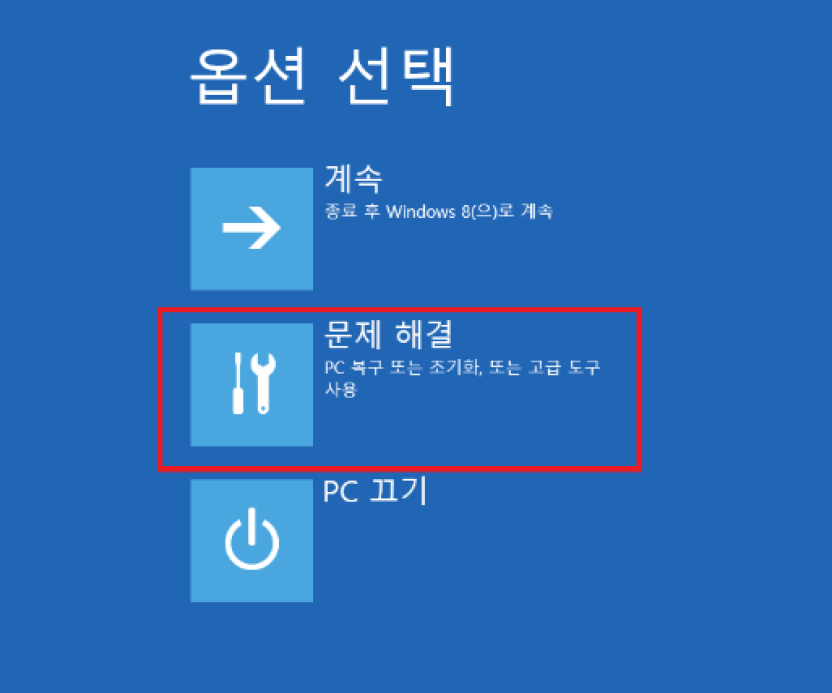 옵션 선택
계속
종료 후 Windows 8(으)로 계속
문제 해결
PC 복구 또는 초기화, 또는 고급 도구
사용
PC 끄기